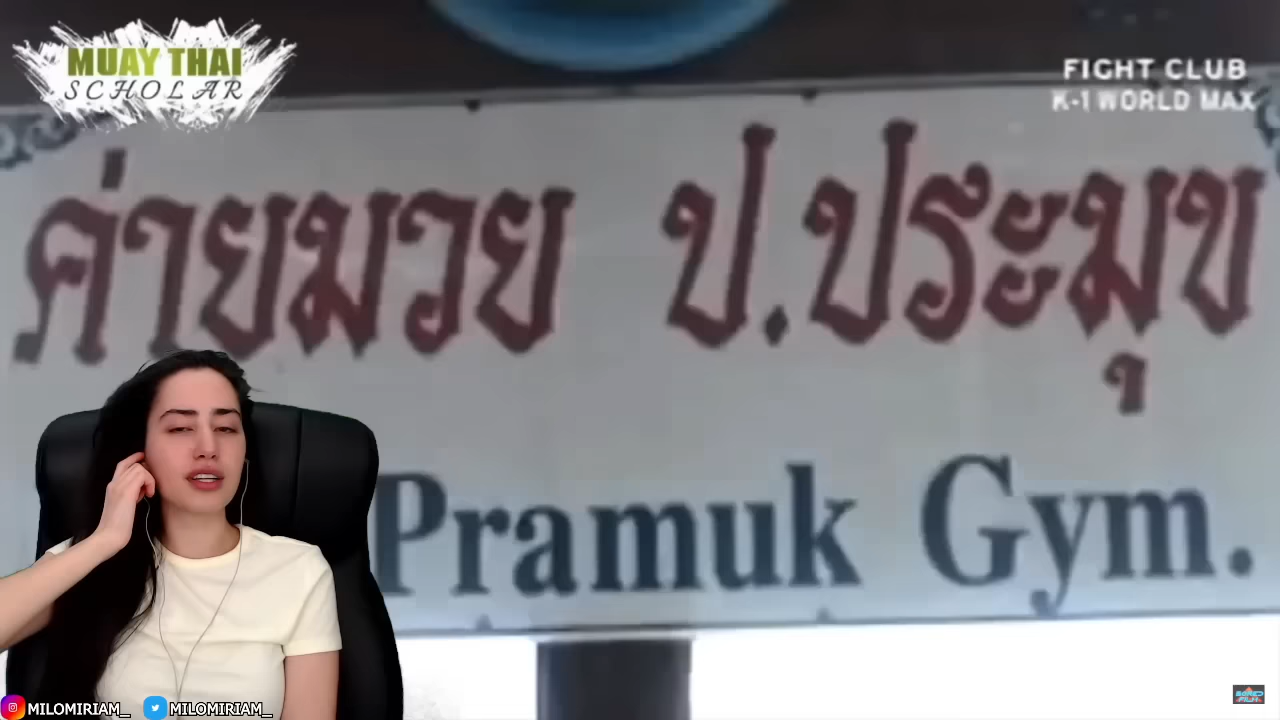 MUAY THAI
SCHOLAR
FIGHT CLUB
K-1 WORLD MAX
ค่ายมวย ป.ประมุข
Pramuk Gym.
MILOMIRIAM_
MILOMIRIAM_